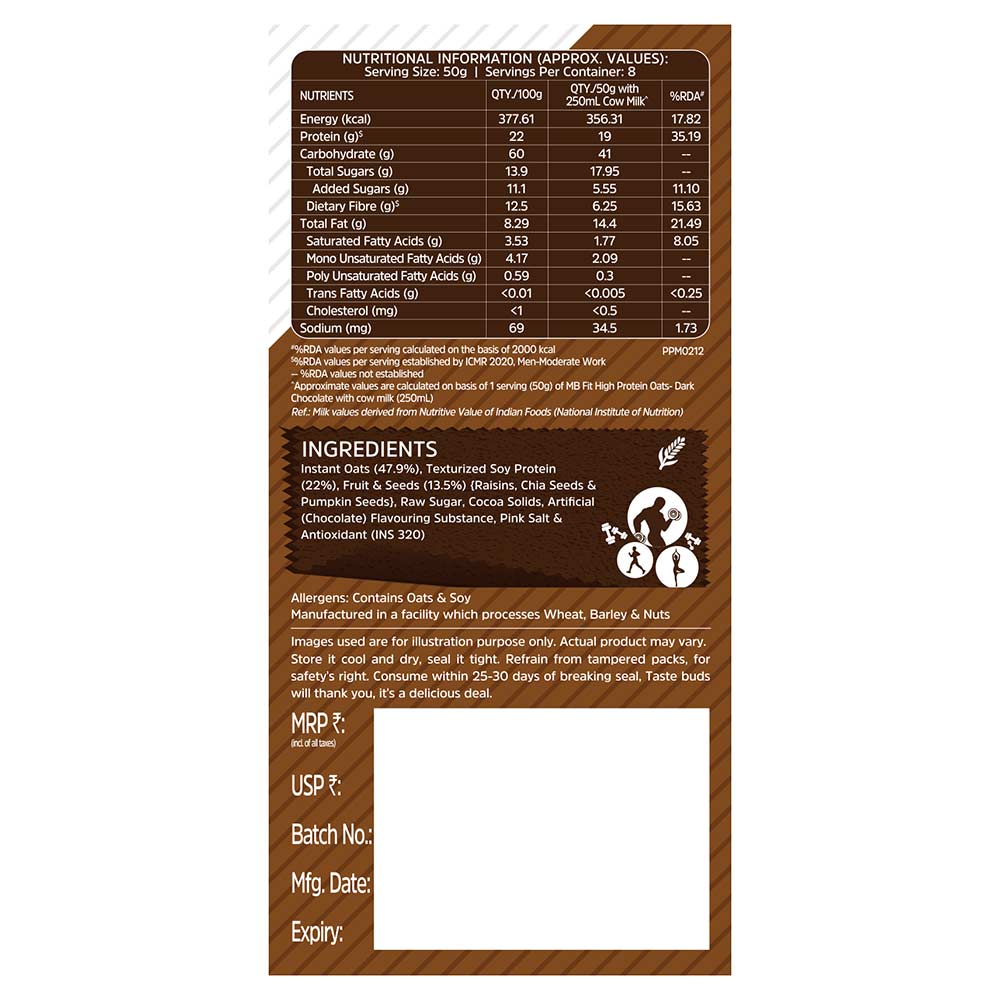 NUTRITIONAL INFORMATION (APPROX. VALUES):
Serving Size: 50g | Servings Per Container: 8
NUTRIENTS QTY./100g QTY./50g with 250mL Cow Milk^ %RDA#
Energy (kcal) 377.61 356.31 17.82
Protein (g)$ 22 19 35.19
Carbohydrate (g) 60 41 --
Total Sugars (g) 13.9 17.95 --
Added Sugars (g) 11.1 5.55 11.10
Dietary Fibre (g)$ 12.5 6.25 15.63
Total Fat (g) 8.29 14.4 21.49
Saturated Fatty Acids (g) 3.53 1.77 8.05
Mono Unsaturated Fatty Acids (g) 4.17 2.09 --
Poly Unsaturated Fatty Acids (g) 0.59 0.3 --
Trans Fatty Acids (g) <0.01 <0.005 <0.25
Cholesterol (mg) <1 <0.5 --
Sodium (mg) 69 34.5 1.73
#%RDA values per serving calculated on the basis of 2000 kcal PPM0212
$%RDA values per serving established by ICMR 2020, Men-Moderate Work
-- %RDA values not established
^Approximate values are calculated on basis of 1 serving (50g) of MB Fit High Protein Oats- Dark
Chocolate with cow milk (250mL)
Ref.: Milk values derived from Nutritive Value of Indian Foods (National Institute of Nutrition)
INGREDIENTS
Instant Oats (47.9%), Texturized Soy Protein
(22%), Fruit & Seeds (13.5%) {Raisins, Chia Seeds &
Pumpkin Seeds}, Raw Sugar, Cocoa Solids, Artificial
(Chocolate) Flavouring Substance, Pink Salt &
Antioxidant (INS 320)
Allergens: Contains Oats & Soy
Manufactured in a facility which processes Wheat, Barley & Nuts
Images used are for illustration purpose only. Actual product may vary.
Store it cool and dry, seal it tight. Refrain from tampered packs, for
safety's right. Consume within 25-30 days of breaking seal, Taste buds
will thank you, it's a delicious deal.
MRP ₹:
(incl. of all taxes)
USP ₹:
Batch No.:
Mfg. Date:
Expiry: